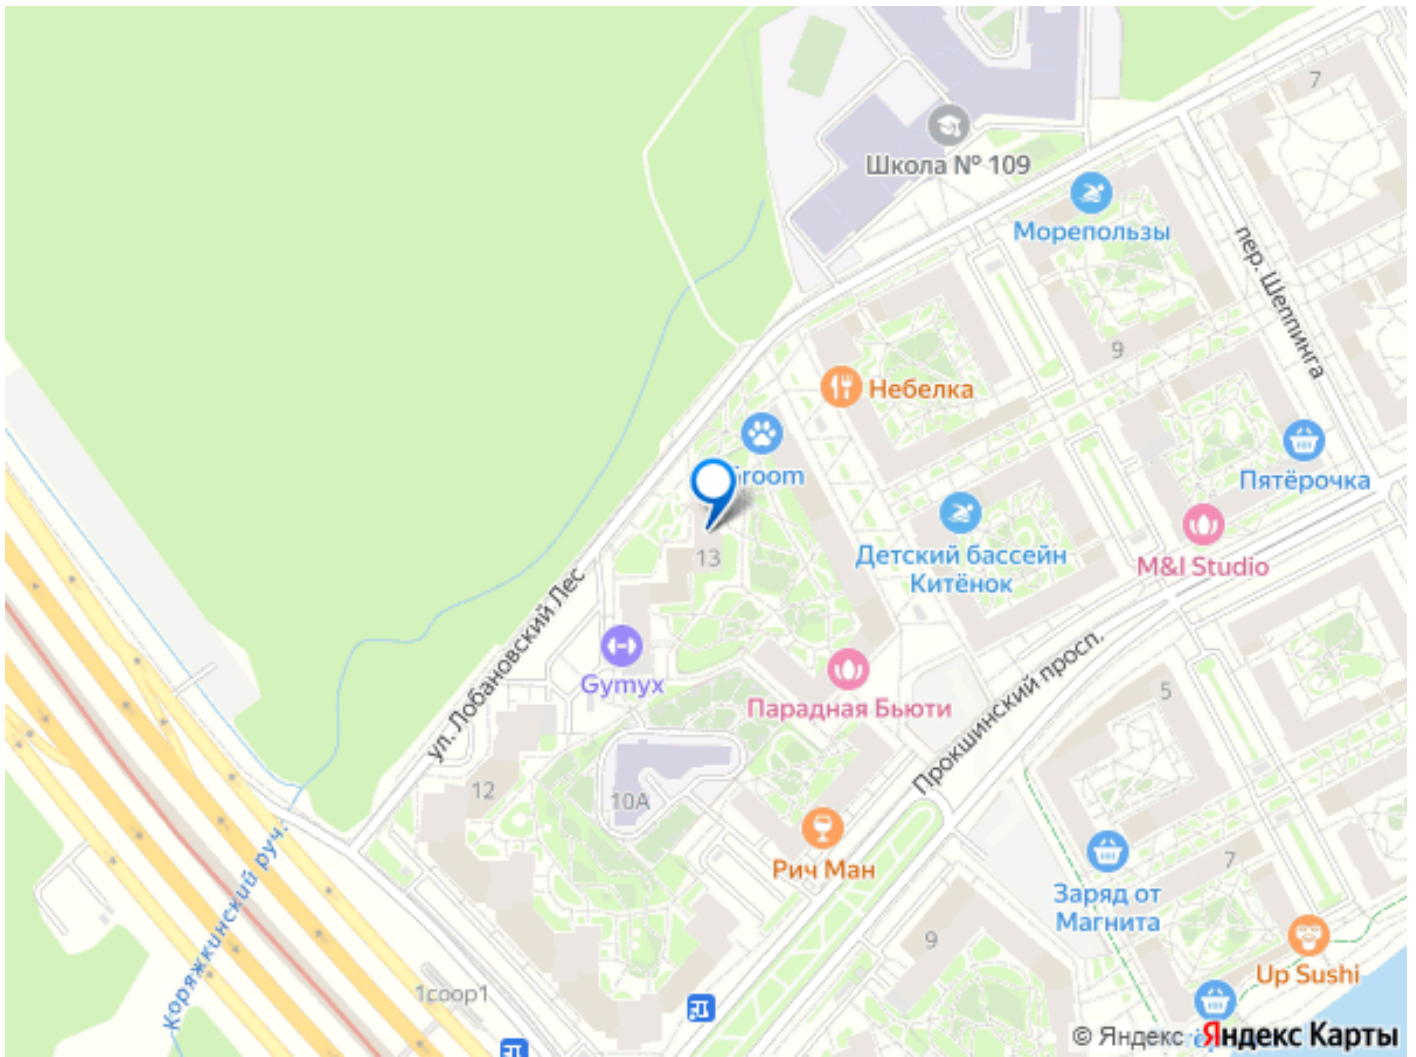 7
Школа № 109
Морепользы
пер. Шеппинга
9
Небелка
Groom
Пятёрочка
M&I Studio
Детский бассейн
Китёнок
13
ул. Лобановский Лес
Gymyx
Парадная Бьюти
Прокшинский просп.
5
12
10А
Рич Ман
7
Заряд от
Магнита
9
Up Sushi
Коряжкинский руч.
1соор1
© Яндекс Яндекс Карты